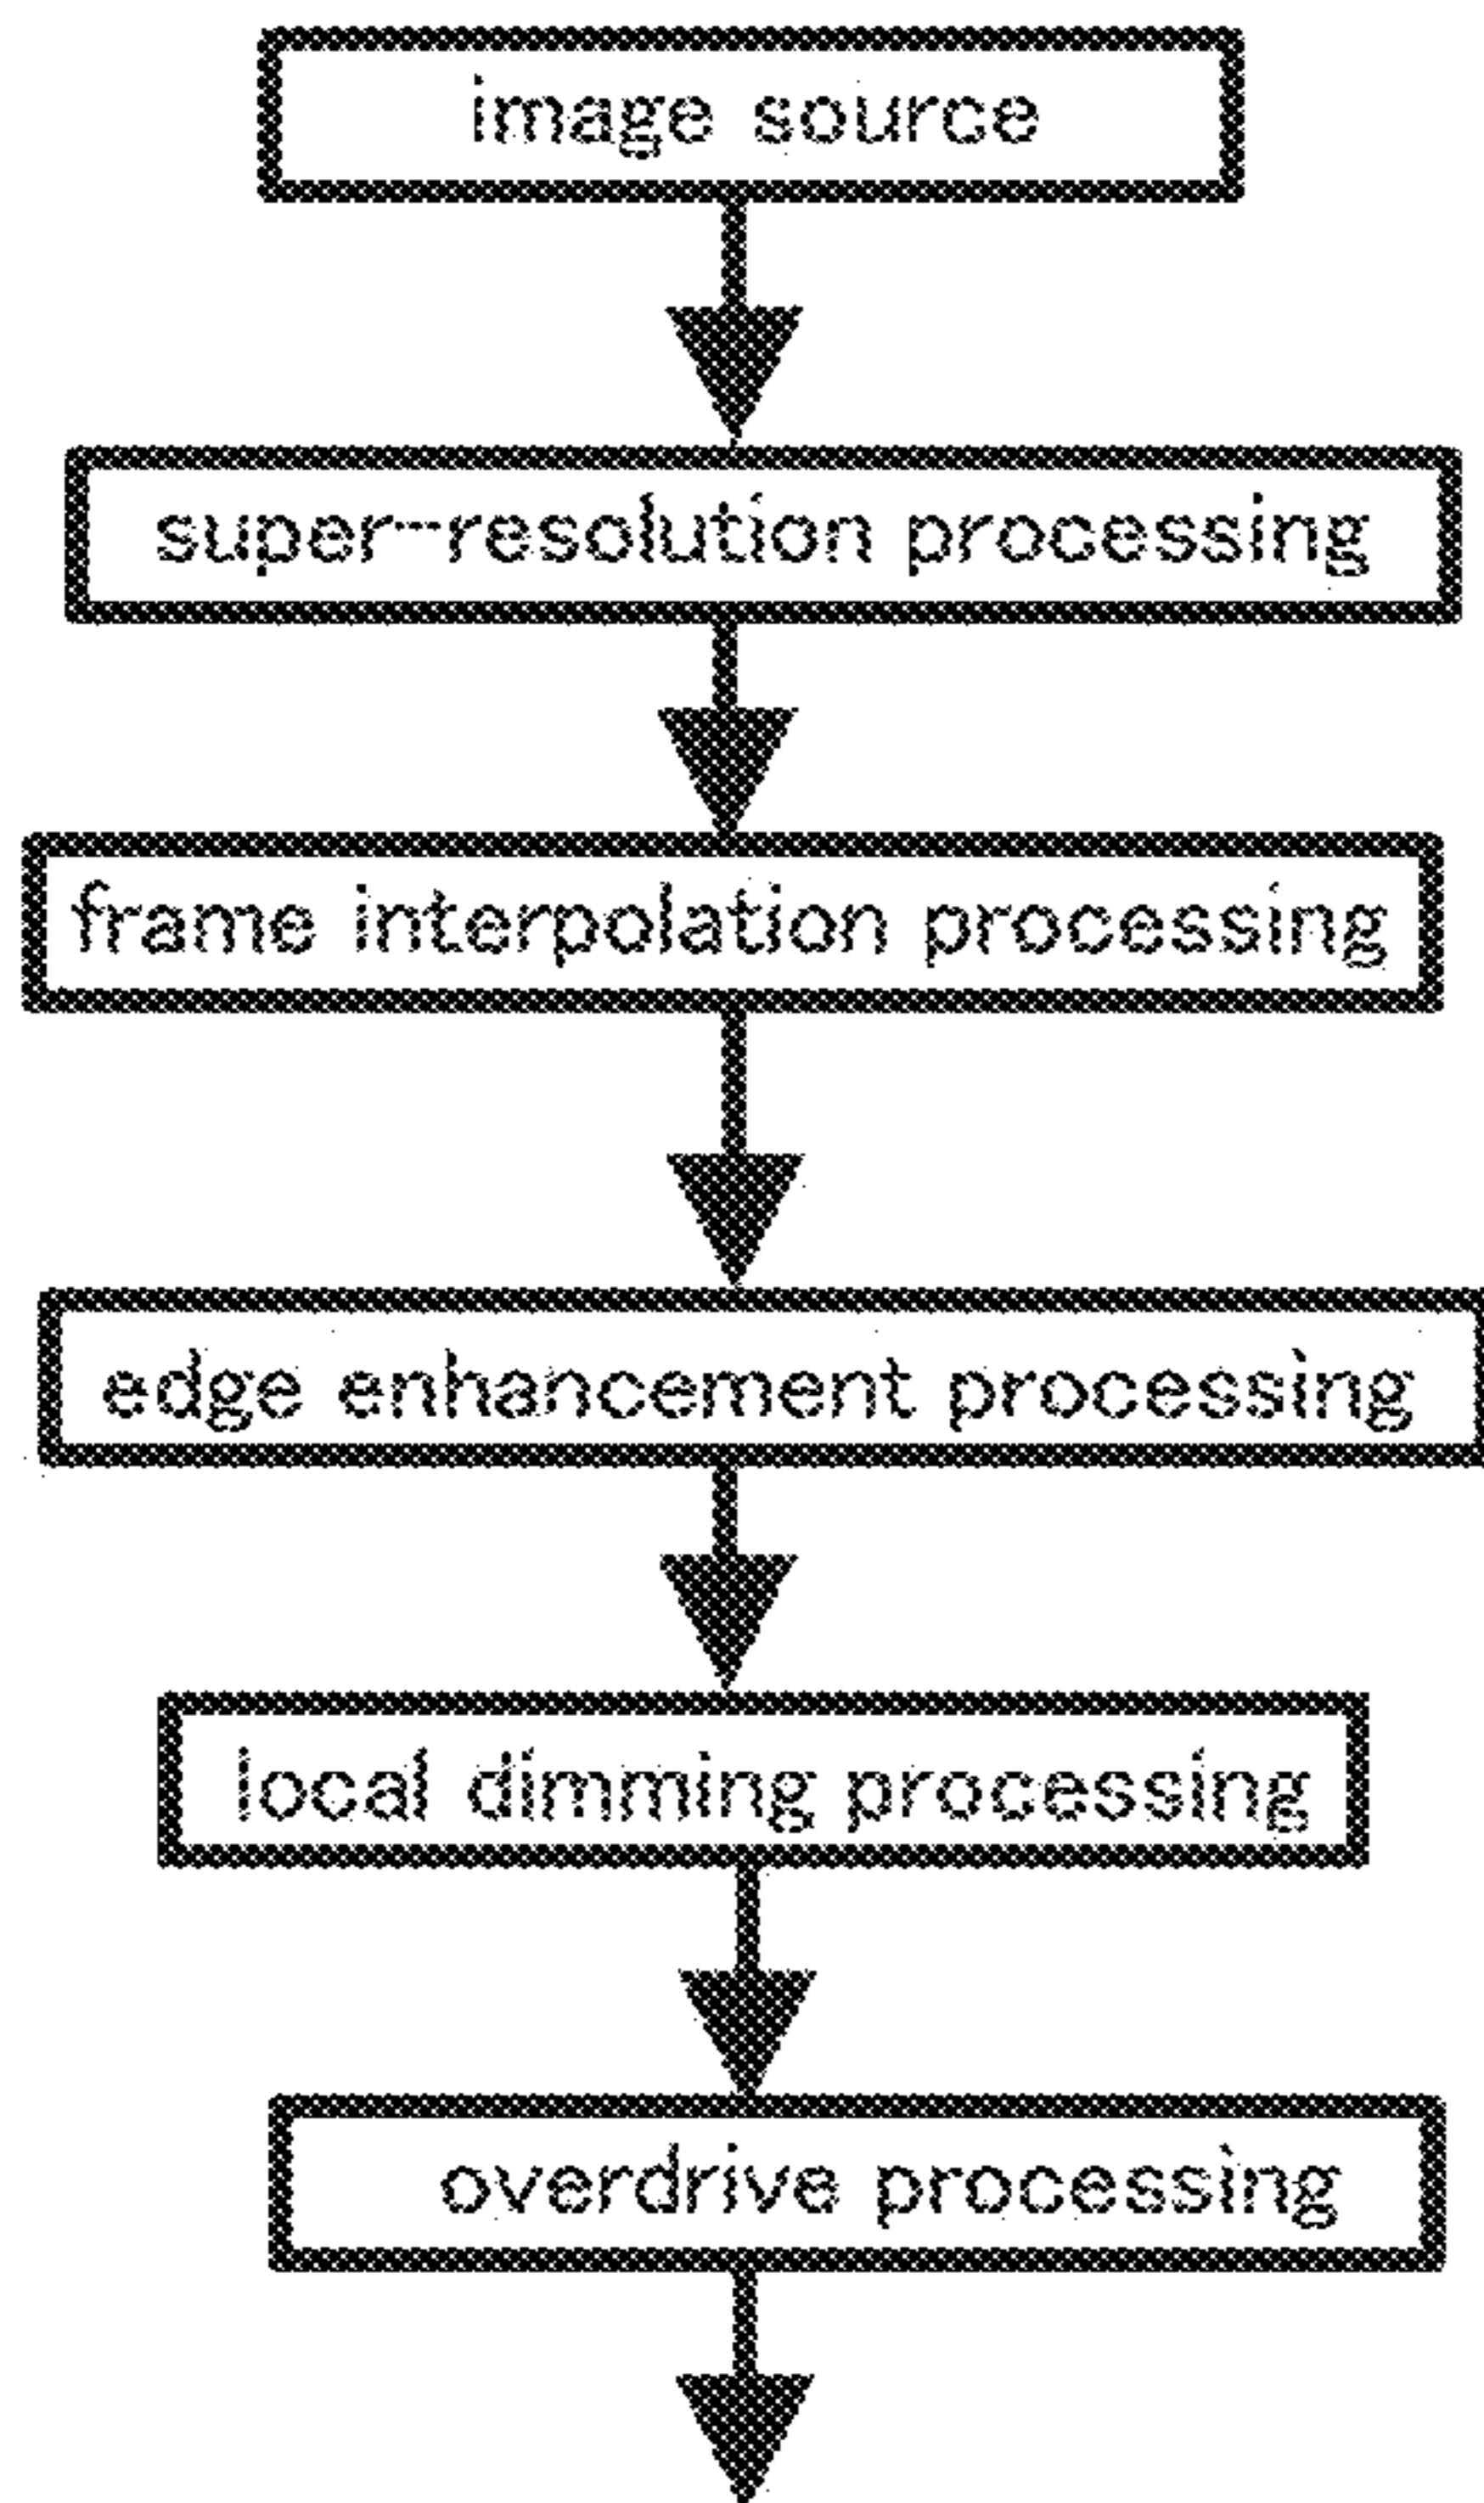 image source
super-resolution processing
frame interpolation processing
edge enhancement processing
local dimming processing
overdrive processing